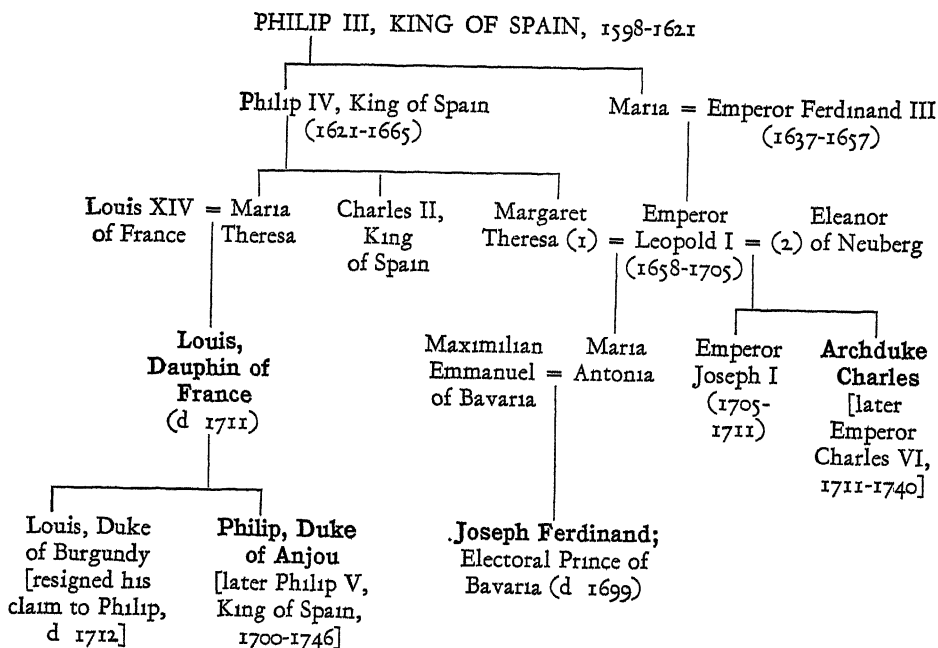 PHILIP III, KING OF SPAIN, 1598-1621
Philip IV, King of Spain
(1621-1665)
Maria = Emperor Ferdinand III
(1637-1657)
Louis XIV = Maria
of France Theresa
Charles II,
King
of Spain
Margaret
Theresa (1) =
Emperor
Leopold I
(1658-1705)
= (2) Eleanor
of Neuberg
Louis,
Dauphin of
France
(d 1711)
Maximilian
Emmanuel =
of Bavaria
Maria
Antonia
Emperor
Joseph I
(1705-
1711)
Archduke
Charles
[later
Emperor
Charles VI,
1711-1740]
Louis, Duke
of Burgundy
[resigned his
claim to Philip,
d 1712]
Philip, Duke
of Anjou
[later Philip V,
King of Spain,
1700-1746]
Joseph Ferdinand;
Electoral Prince of
Bavaria (d 1699)